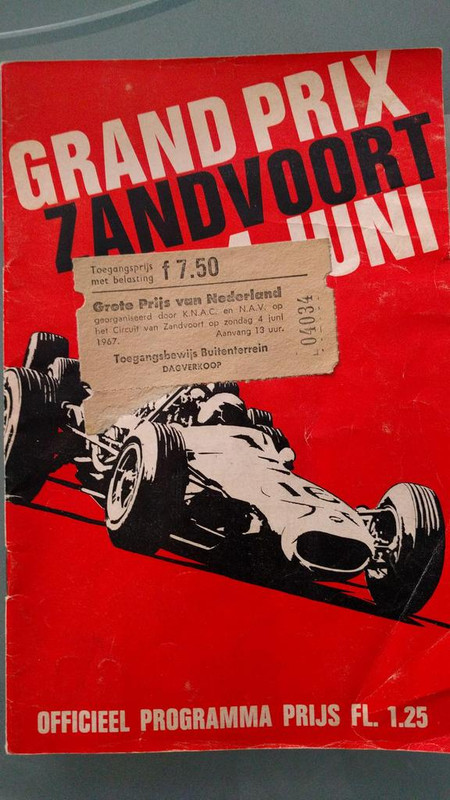 GRAND PRIX
ZANDVOORT
4 JUNI
Toegangsprijs
met belasting f 7.50
Grote Prijs van Nederland
georganiseerd door K.N.A.C. en N.A.V. op
het Circuit van Zandvoort op zondag 4 juni
1967. Aanvang 13 uur.
Toegangsbewijs Buitenterrein
DAGVERKOOP
04034
16
OFFICIEEL PROGRAMMA PRIJS FL. 1.25